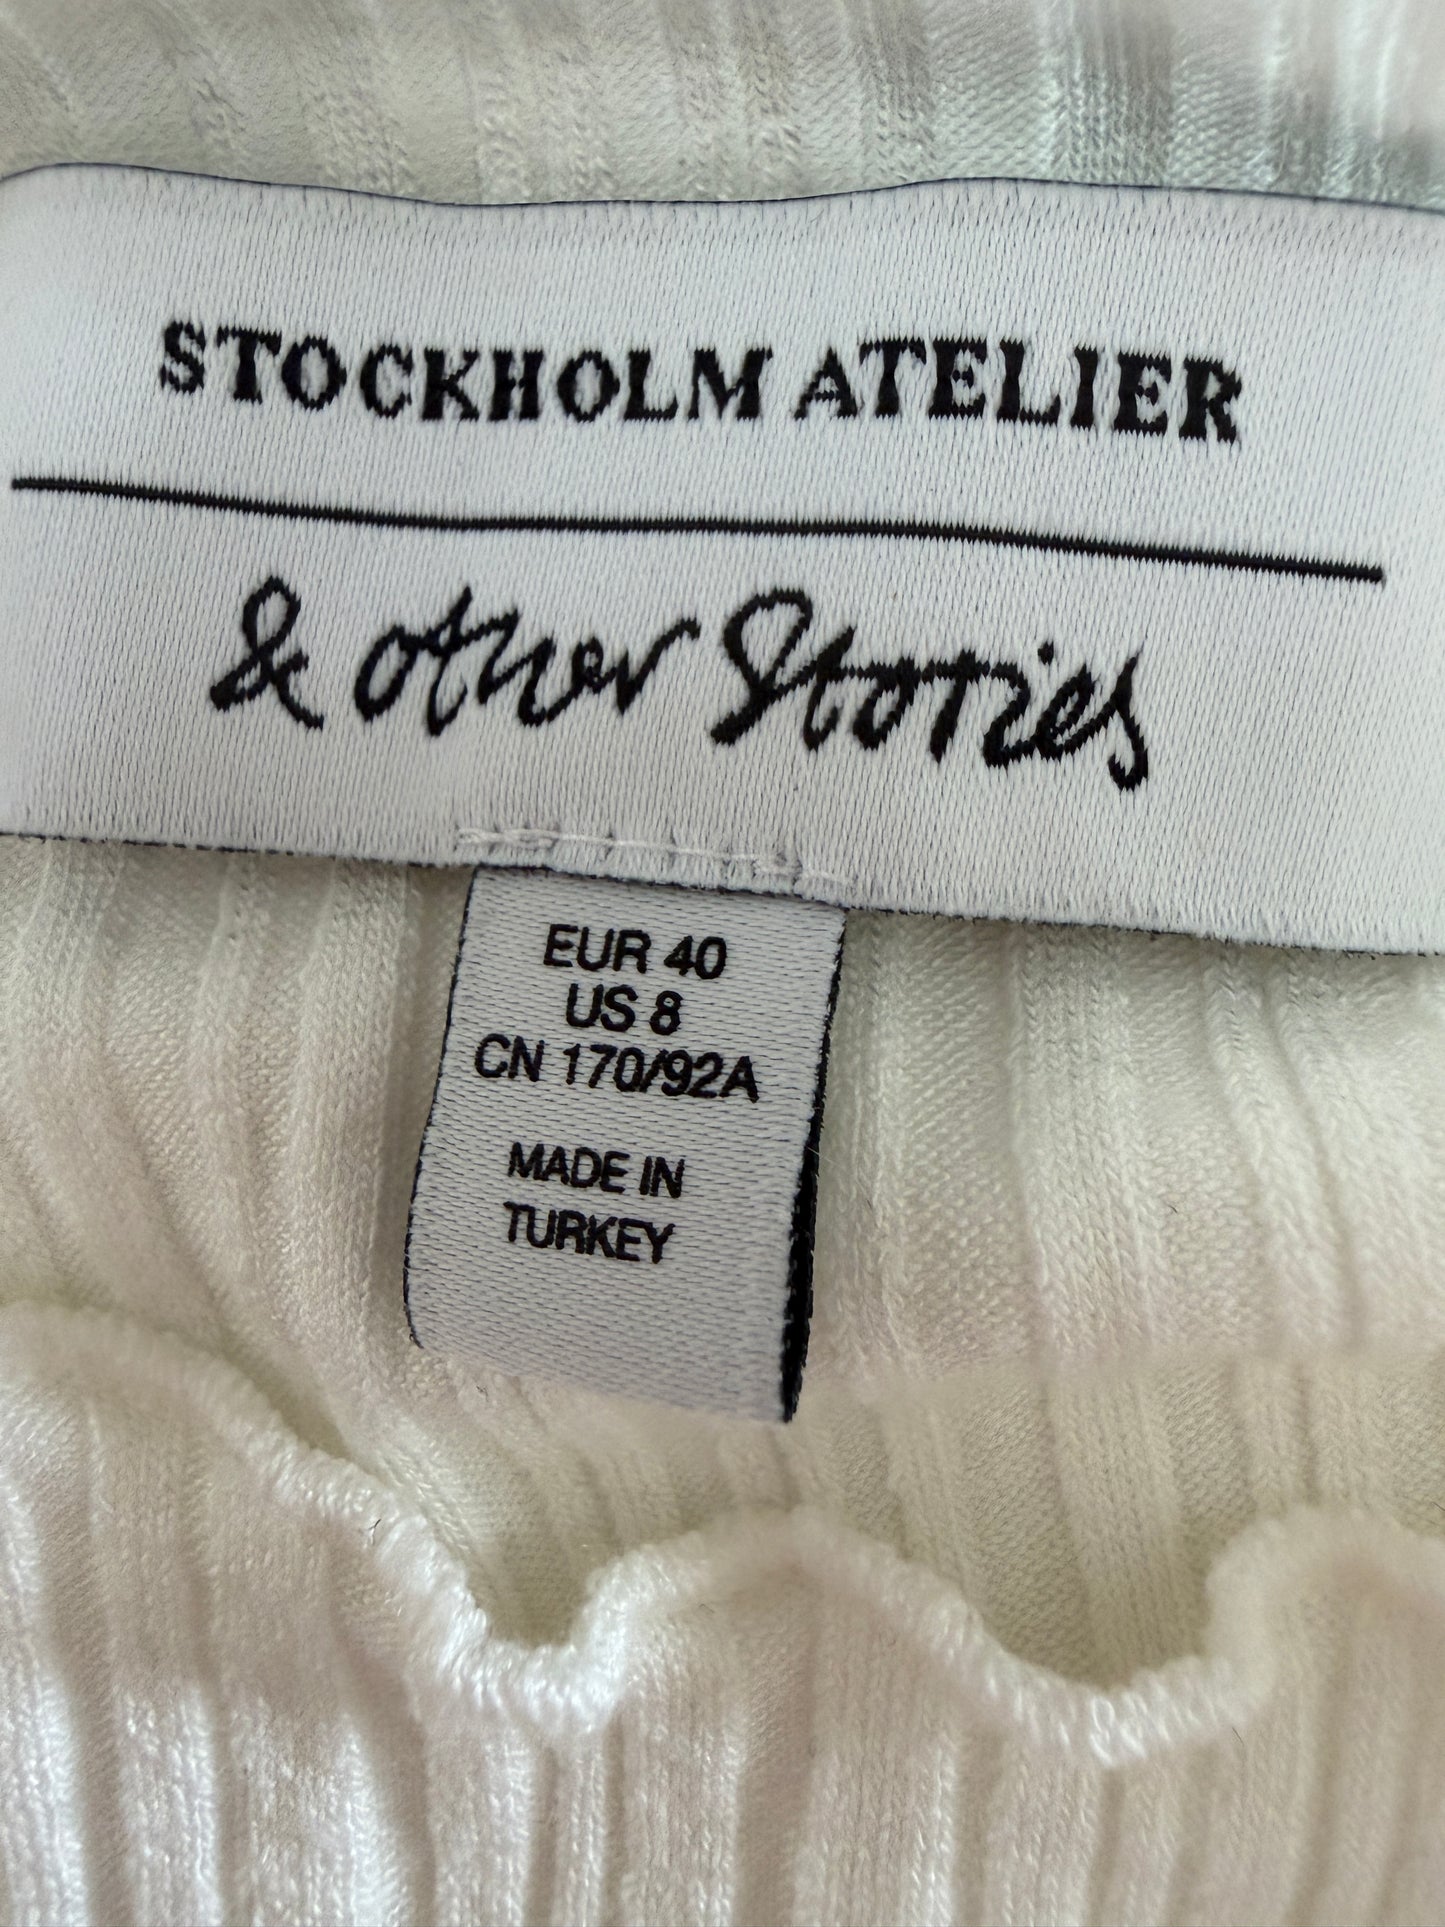 STOCKHOLM ATELIER
& other Stories
EUR 40
US 8
CN 170/92A
MADE IN
TURKEY